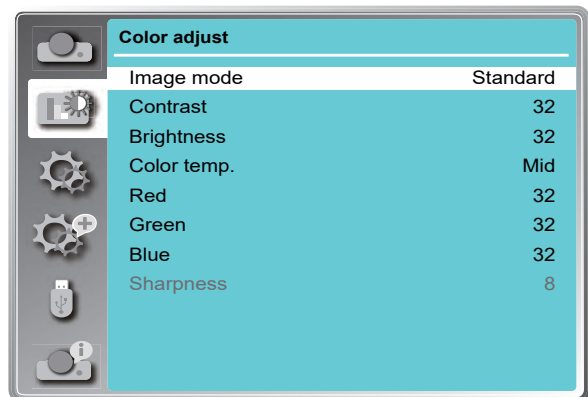 Color adjust
Image mode Standard
Contrast 32
Brightness 32
Color temp. Mid
Red 32
Green 32
Blue 32
Sharpness 8